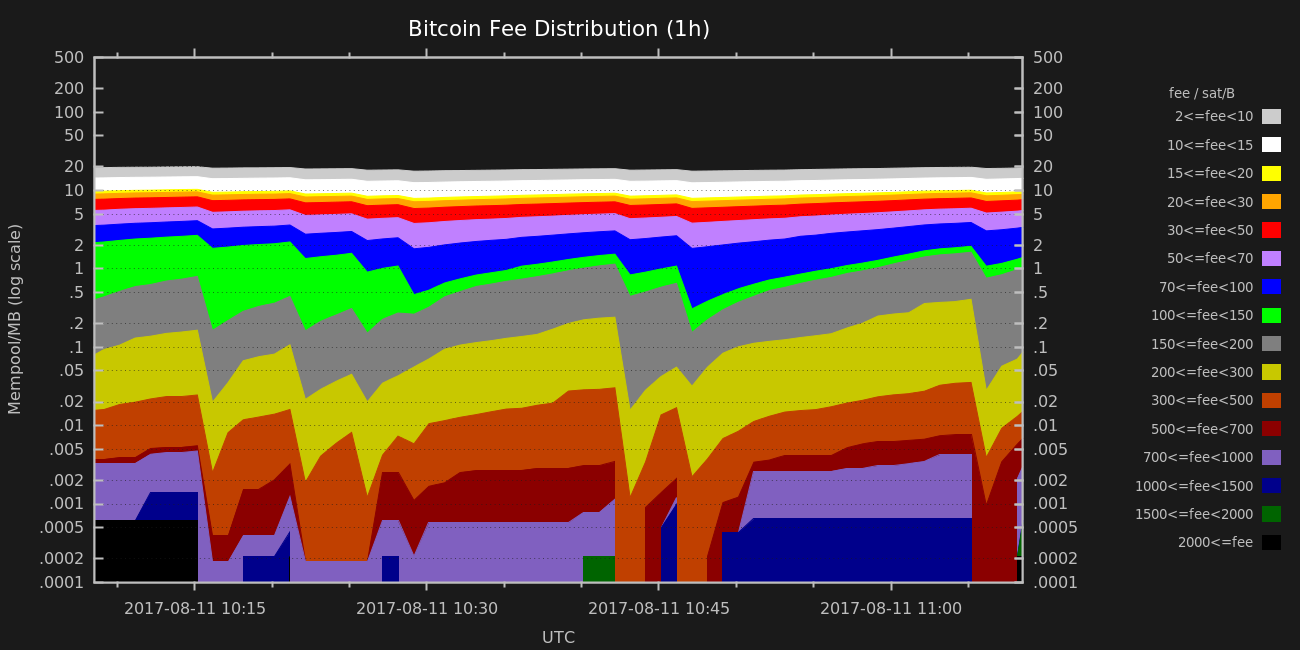 Bitcoin Fee Distribution (1h)
500
200
100
50
20
10
5
2
1
.5
.2
.1
.05
.02
.01
.005
.002
.001
.0005
.0002
.0001
Mempool/MB (log scale)
500
200
100
50
20
10
5
2
1
.5
.2
.1
.05
.02
.01
.005
.002
.001
.0005
.0002
.0001
2017-08-11 10:15 2017-08-11 10:30 2017-08-11 10:45 2017-08-11 11:00
UTC
fee / sat/B
2<=fee<10
10<=fee<15
15<=fee<20
20<=fee<30
30<=fee<50
50<=fee<70
70<=fee<100
100<=fee<150
150<=fee<200
200<=fee<300
300<=fee<500
500<=fee<700
700<=fee<1000
1000<=fee<1500
1500<=fee<2000
2000<=fee